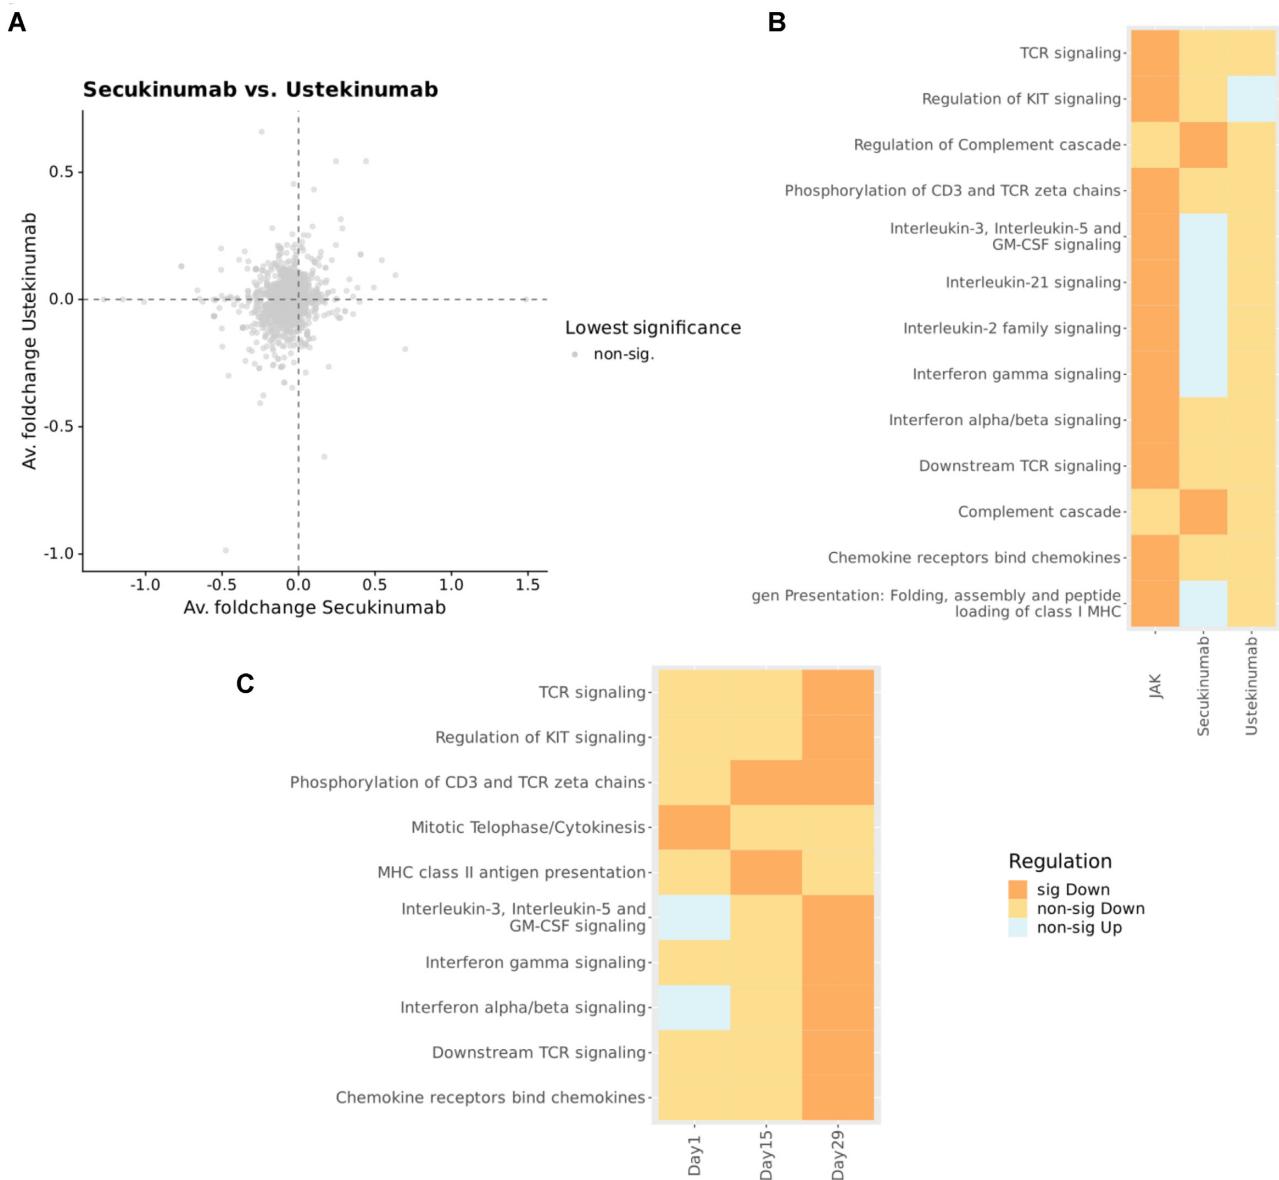 A
Secukinumab vs. Ustekinumab
0.5
0.0
-0.5
-1.0
Av. foldchange Ustekinumab
-1.0
-0.5
0.0
0.5
1.0
1.5
Av. foldchange Secukinumab
Lowest significance
non-sig.
B
TCR signaling
Regulation of KIT signaling
Regulation of Complement cascade
Phosphorylation of CD3 and TCR zeta chains
Interleukin-3, Interleukin-5 and
GM-CSF signaling
Interleukin-21 signaling
Interleukin-2 family signaling
Interferon gamma signaling
Interferon alpha/beta signaling
Downstream TCR signaling
Complement cascade
Chemokine receptors bind chemokines
gen Presentation: Folding, assembly and peptide
loading of class I MHC
JAK
Secukinumab
Ustekinumab
C
TCR signaling
Regulation of KIT signaling
Phosphorylation of CD3 and TCR zeta chains
Mitotic Telophase/Cytokinesis
MHC class II antigen presentation
Interleukin-3, Interleukin-5 and
GM-CSF signaling
Interferon gamma signaling
Interferon alpha/beta signaling
Downstream TCR signaling
Chemokine receptors bind chemokines
Day1
Day15
Day29
Regulation
sig Down
non-sig Down
non-sig Up